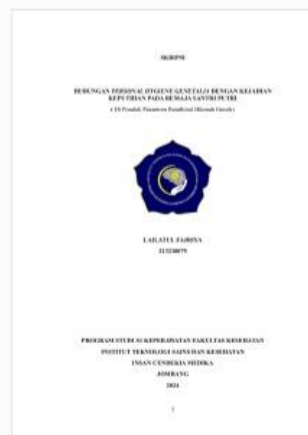 SKRIPSI
HUBUNGAN PERSONAL HYGIENE GENETALIA DENGAN KEJADIAN
KEPUTIHAN PADA REMAJA SANTRI PUTRI
(Di Pondok Pesantren Hikmah
LAILATUL FAJRIYA
PROGRAM STUDI S1 KEPERAWATAN FAKULTAS KESEHATAN
INSTITUT TEKNOLOGI SAINS DAN KESEHATAN
INSAN CENDEKIA MEDIKA
JOMBANG
2024